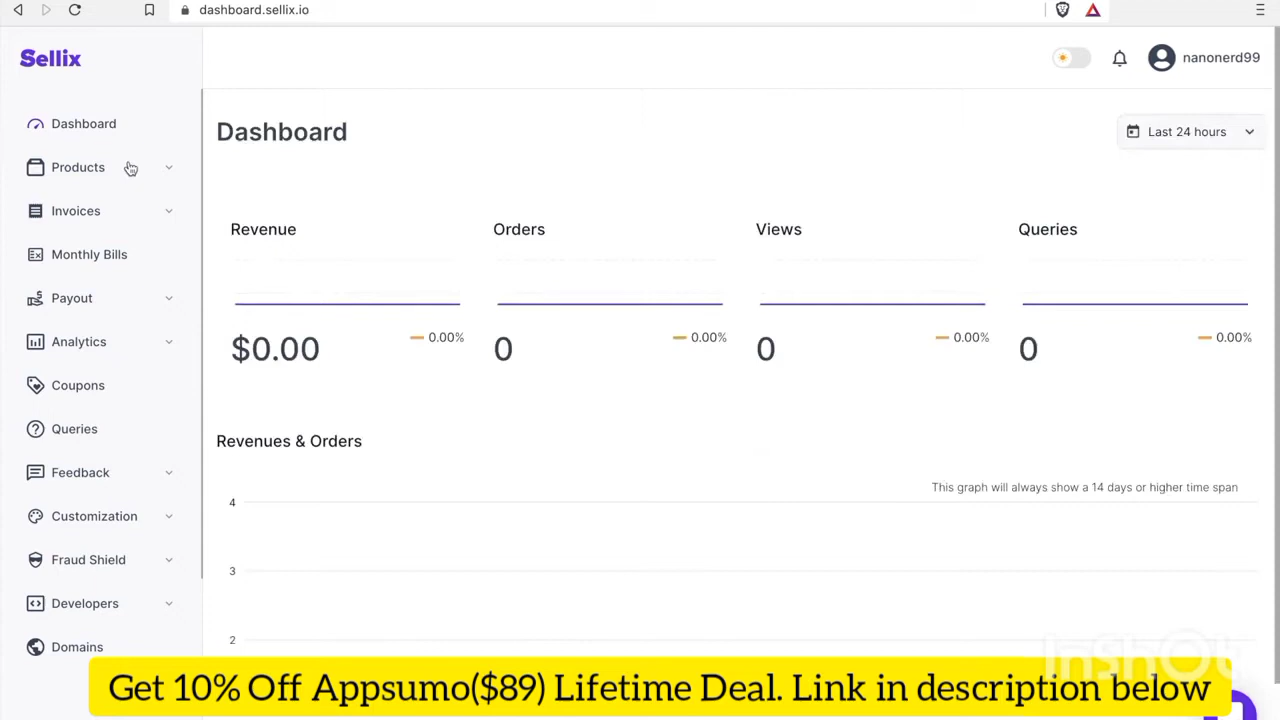 dashboard.sellix.io
Sellix
nanonerd99
Dashboard
Products
Invoices
Monthly Bills
Payout
Analytics
Coupons
Queries
Feedback
Customization
Fraud Shield
Developers
Domains
Dashboard
Last 24 hours
Revenue
Orders
Views
Queries
0.00%
0.00%
0.00%
0.00%
$0.00
0
0
0
Revenues & Orders
This graph will always show a 14 days or higher time span
4
3
2
InShOt
Get 10% Off Appsumo($89) Lifetime Deal. Link in description below